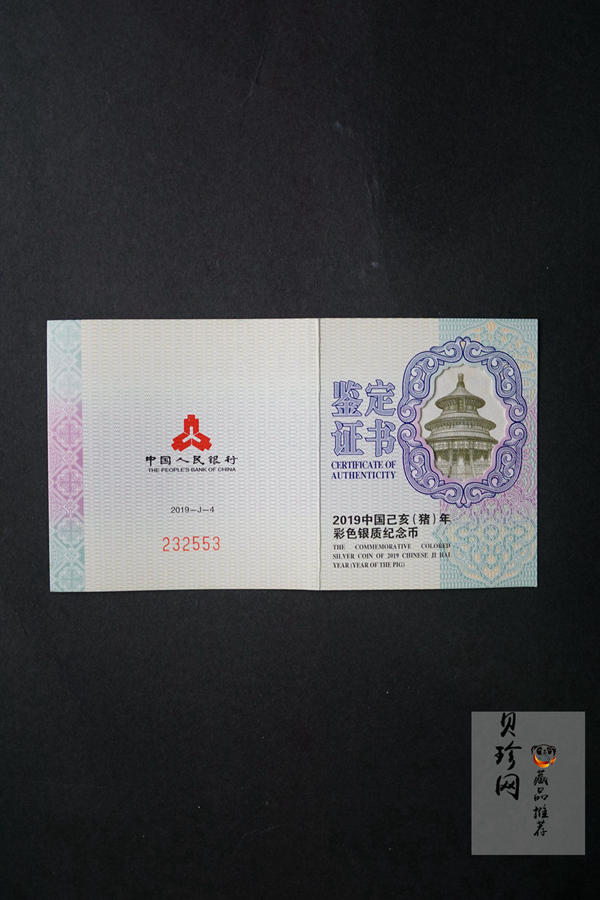 中国人民银行
THE PEOPLE'S BANK OF CHINA
2019-J-4
232553
鉴定
证书
CERTIFICATE OF
AUTHENTICITY
2019中国己亥(猪)年
彩色银质纪念币
THE COMMEMORATIVE COLORED
SILVER COIN OF 2019 CHINESE JI HAI
YEAR (YEAR OF THE PIG)
贝珍网
藏品推荐